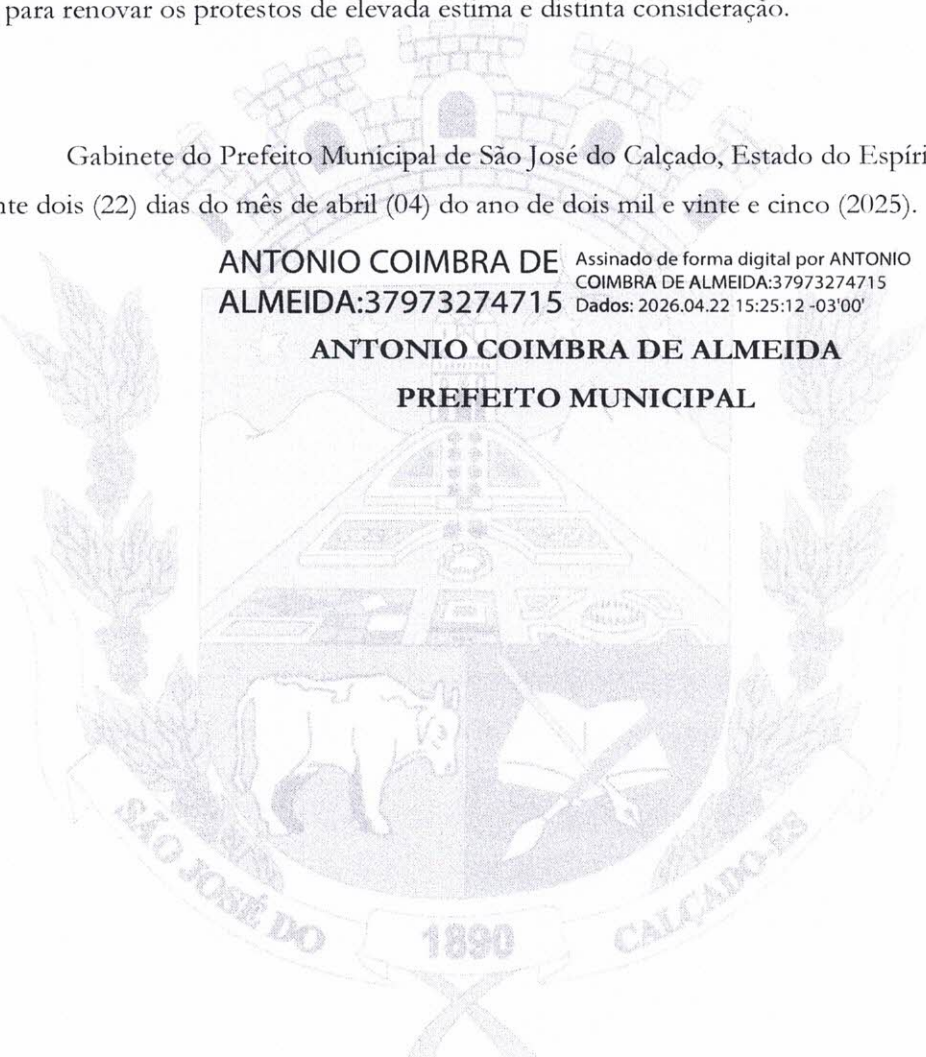 para renovar os protestos de elevada estima e distinta consideração.
Gabinete do Prefeito Municipal de São José do Calçado, Estado do Espíri
nte dois (22) dias do mês de abril (04) do ano de dois mil e vinte e cinco (2025).
ANTONIO COIMBRA DE
ALMEIDA:37973274715
Assinado de forma digital por ANTONIO
COIMBRA DE ALMEIDA:37973274715
Dados: 2026.04.22 15:25:12 -03'00'
ANTONIO COIMBRA DE ALMEIDA
PREFEITO MUNICIPAL
SÃO JOSÉ DO 1890 CALÇADO-ES